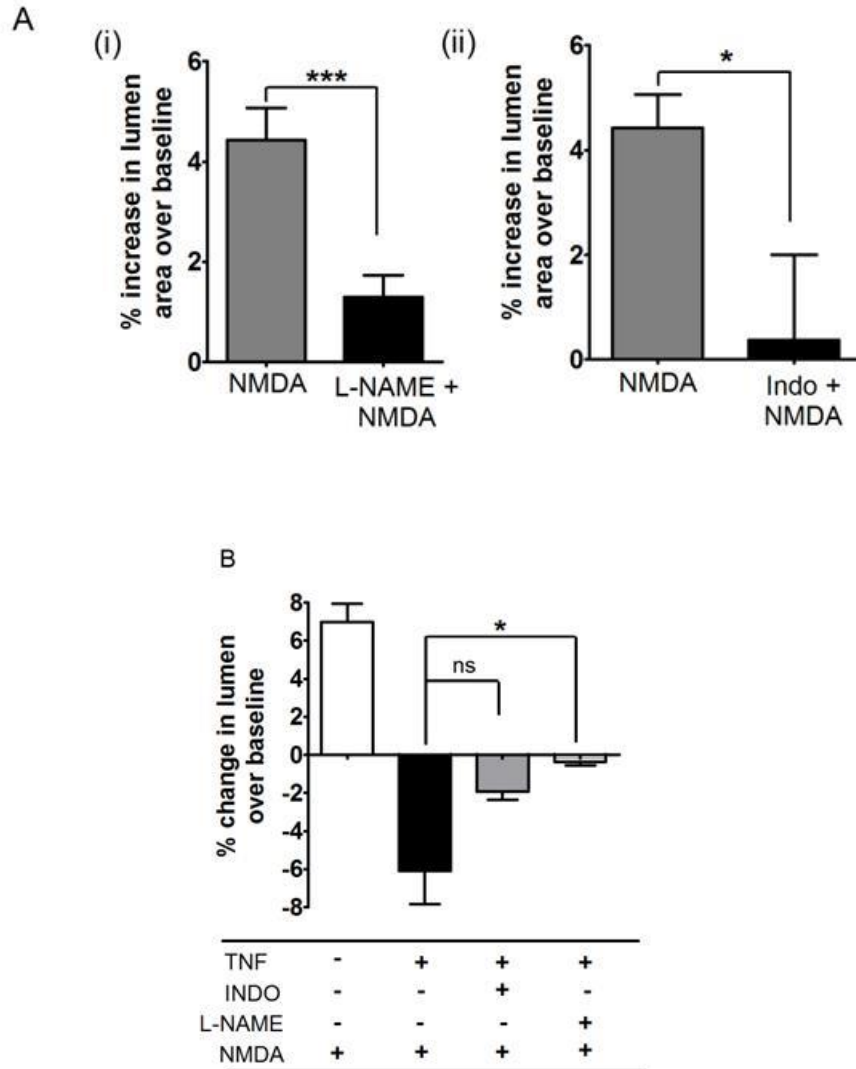 A
(i)
% increase in lumen
area over baseline
6
4
2
0
***
NMDA
L-NAME +
NMDA
(ii)
% increase in lumen
area over baseline
6
4
2
0
*
NMDA
Indo +
NMDA
B
% change in lumen
over baseline
8
6
4
2
0
-2
-4
-6
-8
*
ns
TNF - + + +
INDO - - + -
L-NAME - - - +
NMDA + + + +